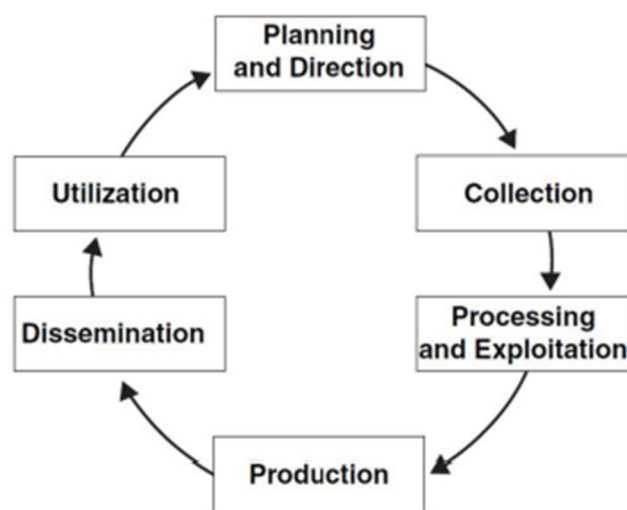 Planning
and Direction
Collection
Processing
and Exploitation
Production
Dissemination
Utilization